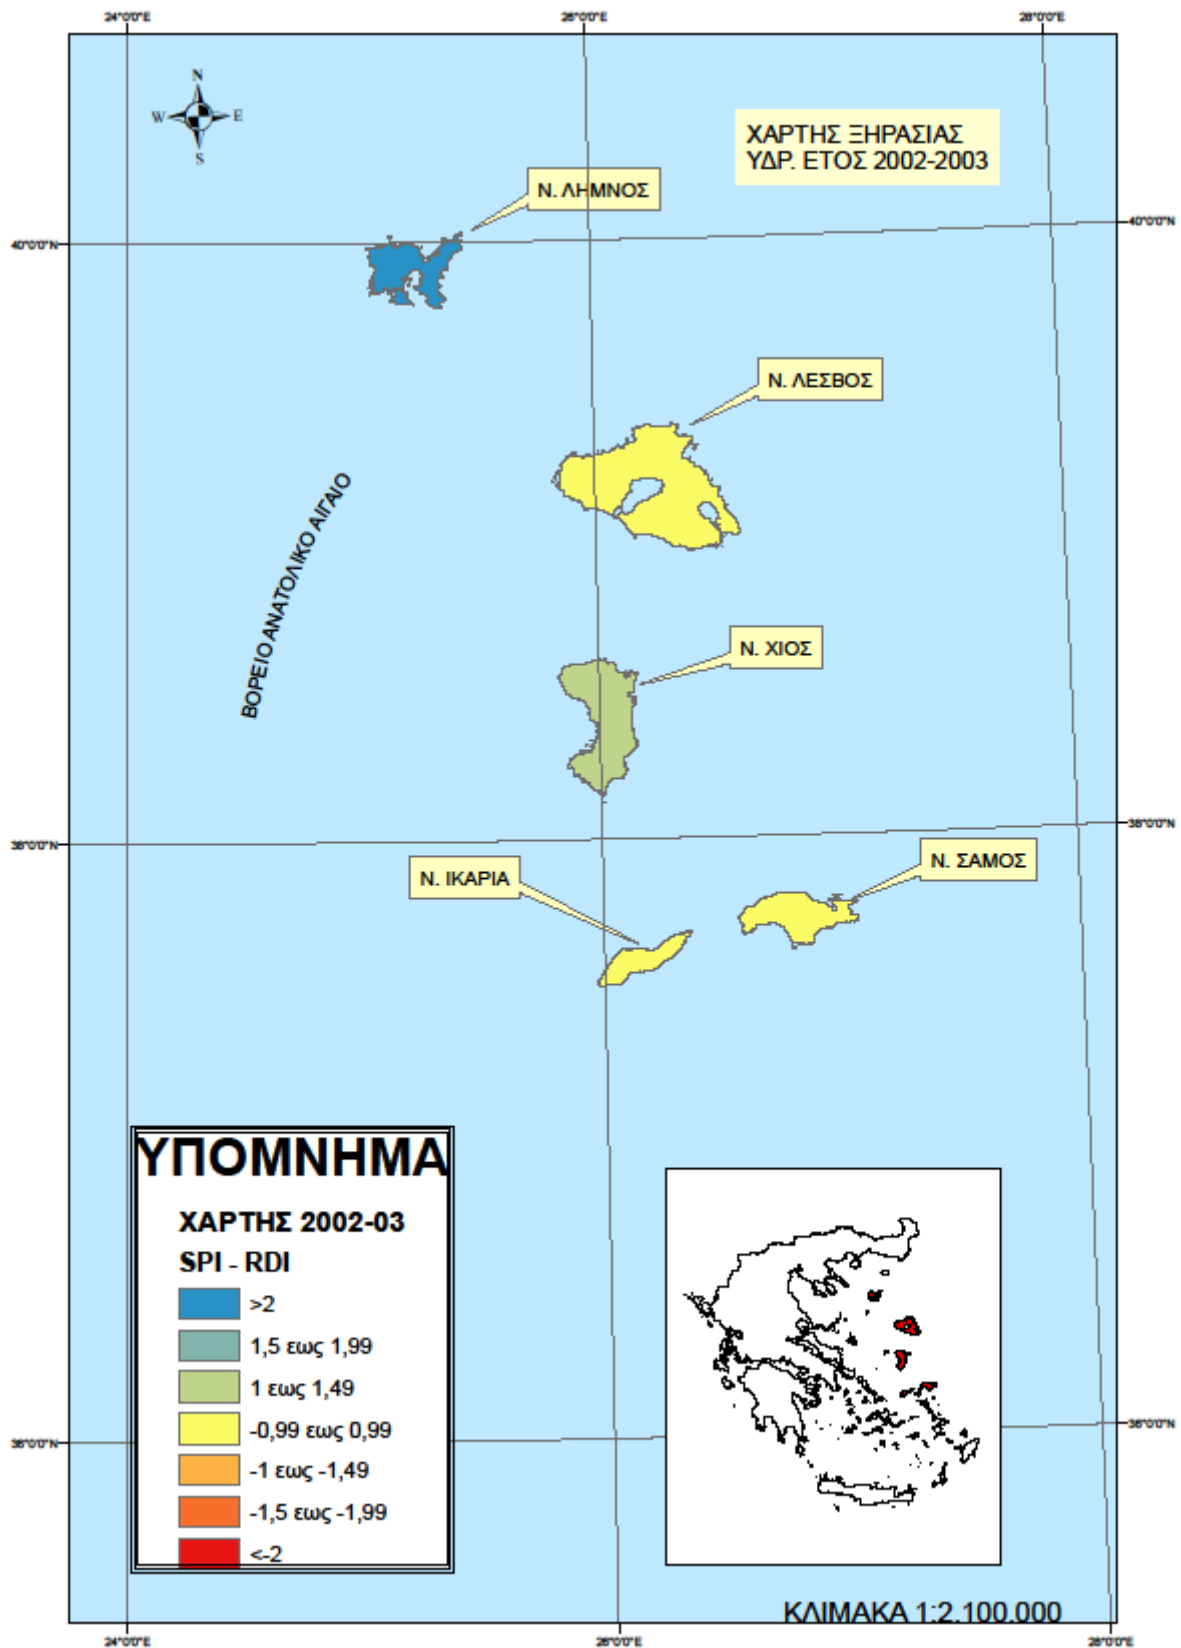 24°0'0"E
26°0'0"E
28°0'0"E
N
W
E
S
ΧΑΡΤΗΣ ΞΗΡΑΣΙΑΣ
ΥΔΡ. ΕΤΟΣ 2002-2003
Ν. ΛΗΜΝΟΣ
40°0'0"N
40°0'0"N
Ν. ΛΕΣΒΟΣ
ΒΟΡΕΙΟ ΑΝΑΤΟΛΙΚΟ ΑΙΓΑΙΟ
Ν. ΧΙΟΣ
38°0'0"N
38°0'0"N
Ν. ΙΚΑΡΙΑ
Ν. ΣΑΜΟΣ
ΥΠΟΜΝΗΜΑ
ΧΑΡΤΗΣ 2002-03
SPI - RDI
>2
1,5 εως 1,99
1 εως 1,49
-0,99 εως 0,99
-1 εως -1,49
-1,5 εως -1,99
<-2
36°0'0"N
36°0'0"N
ΚΛΙΜΑΚΑ 1:2.100.000
24°0'0"E
26°0'0"E
28°0'0"E